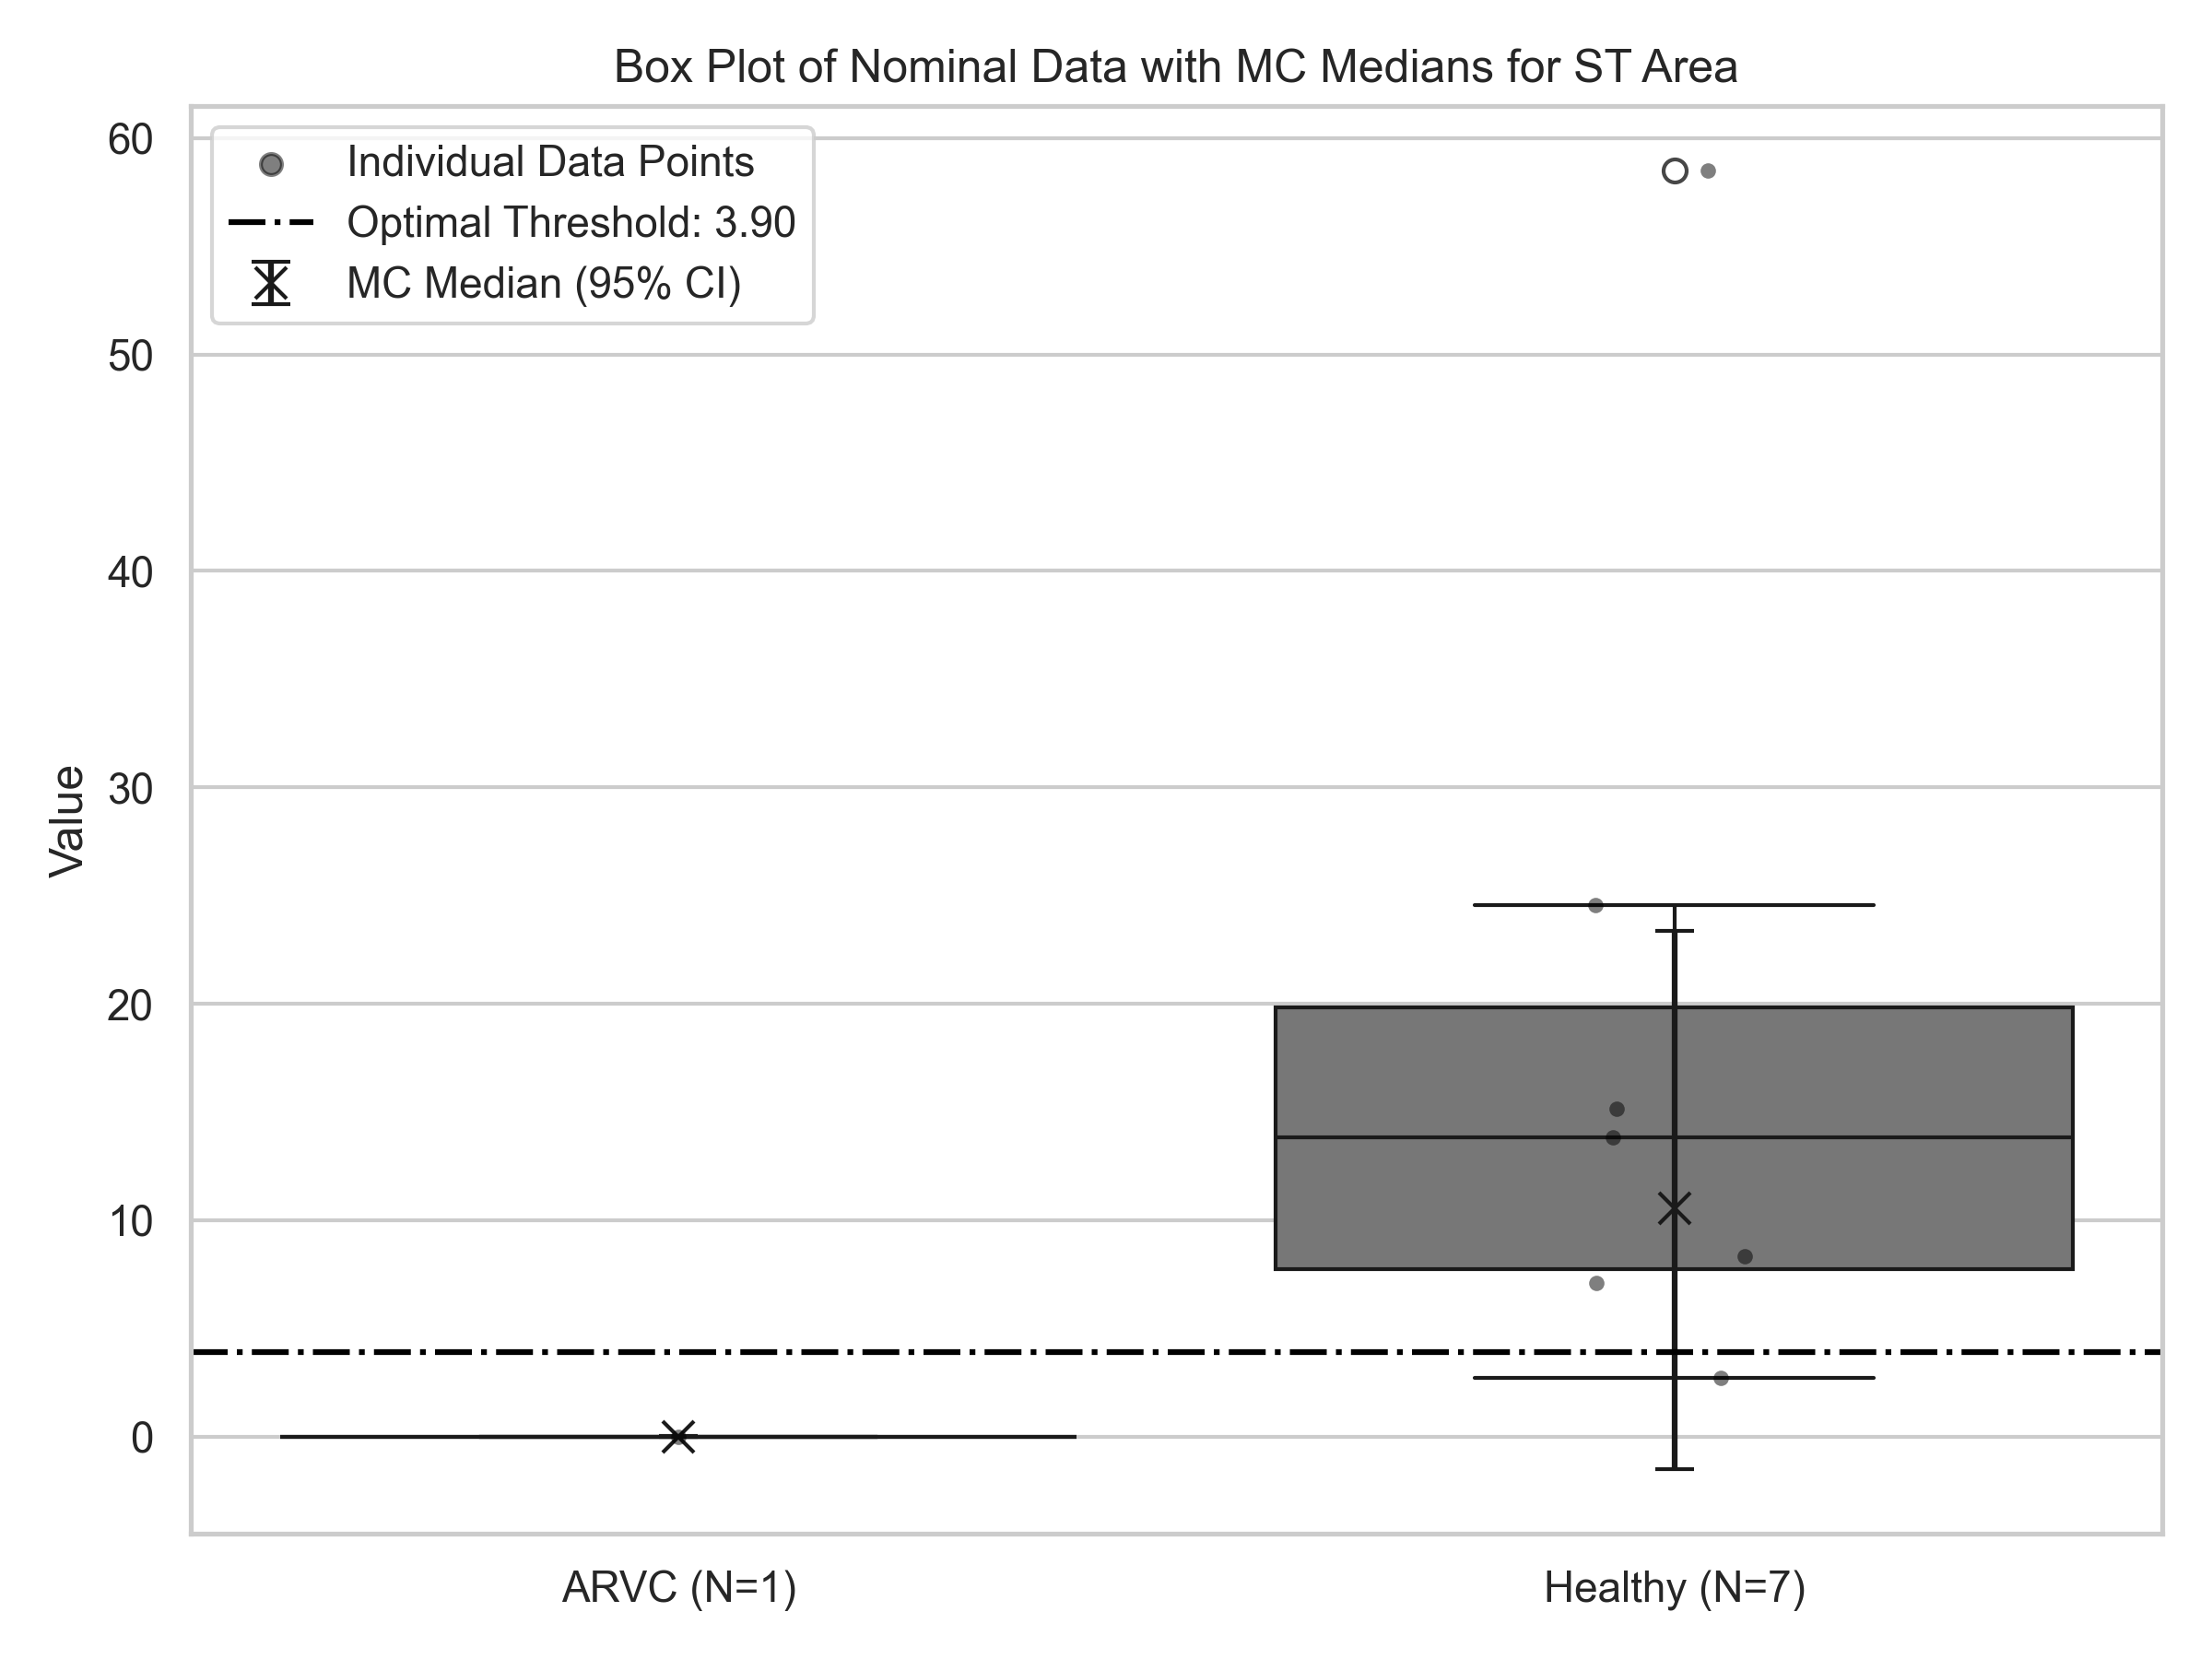 Box Plot of Nominal Data with MC Medians for ST Area
Individual Data Points
Optimal Threshold: 3.90
MC Median (95% CI)
Value
60
50
40
30
20
10
0
ARVC (N=1)
Healthy (N=7)